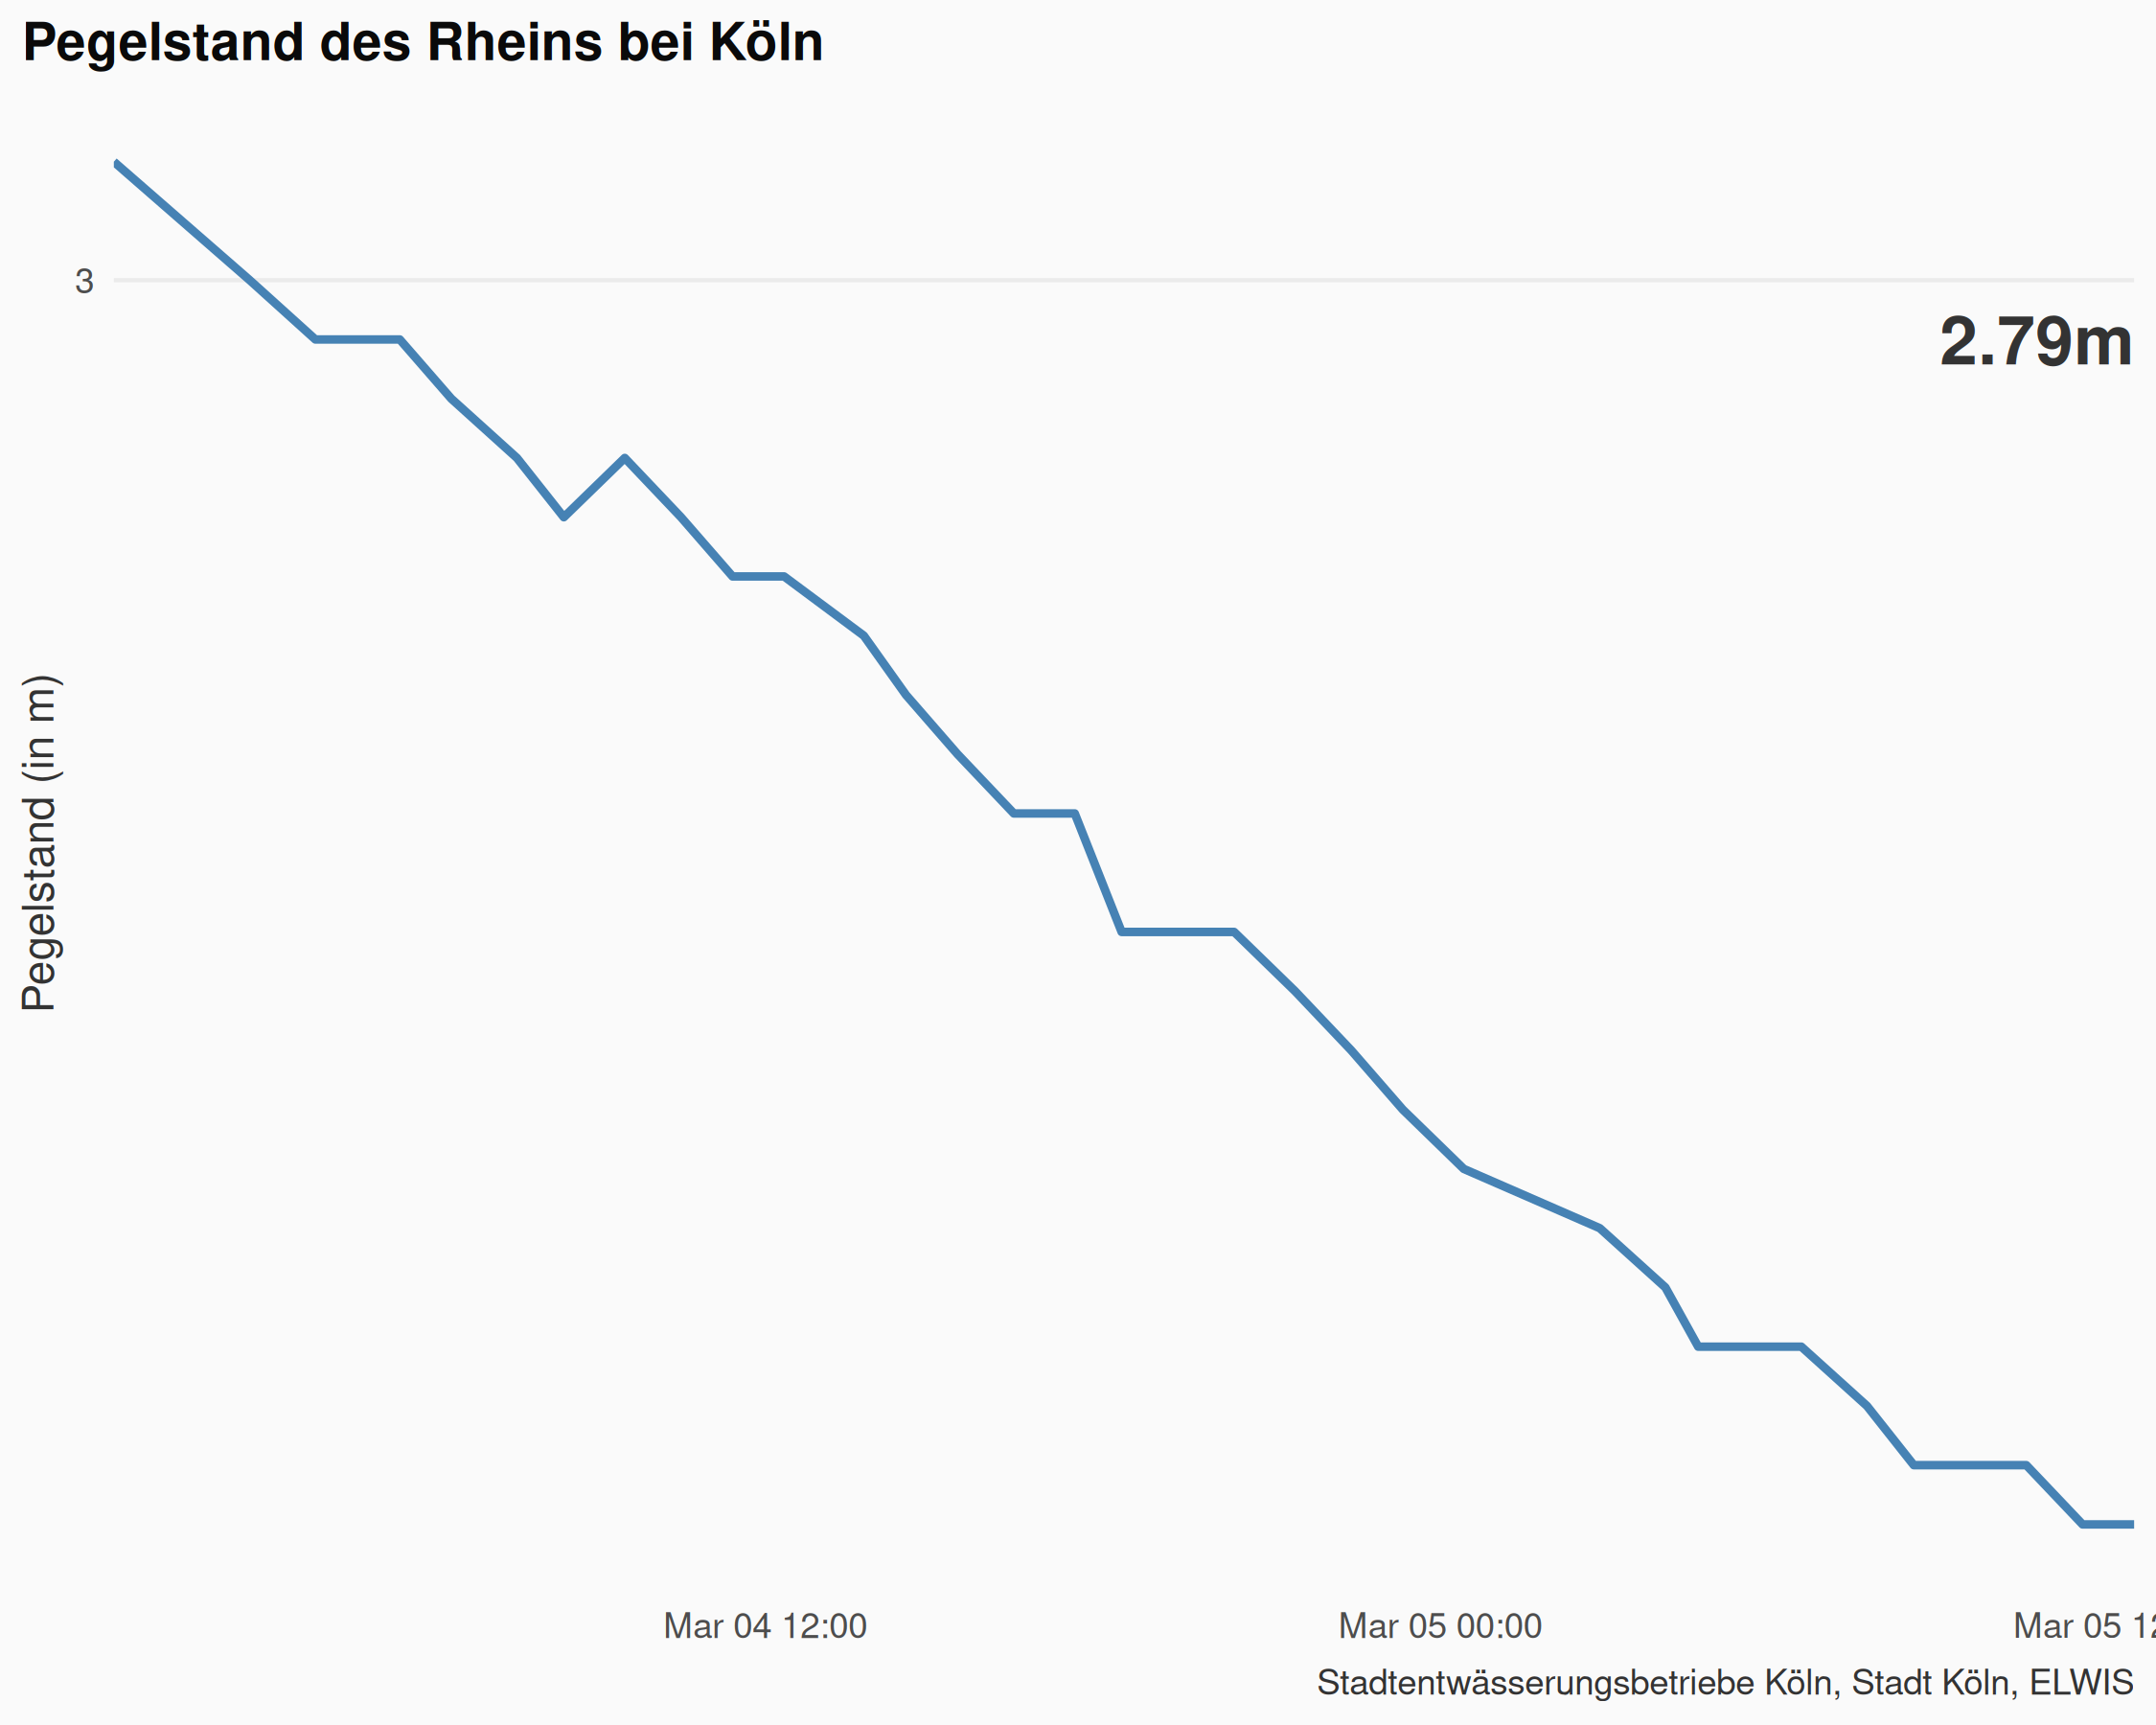 Pegelstand des Rheins bei Köln
3
2.79m
Pegelstand (in m)
Mar 04 12:00
Mar 05 00:00
Mar 05 12
Stadtentwässerungsbetriebe Köln, Stadt Köln, ELWIS